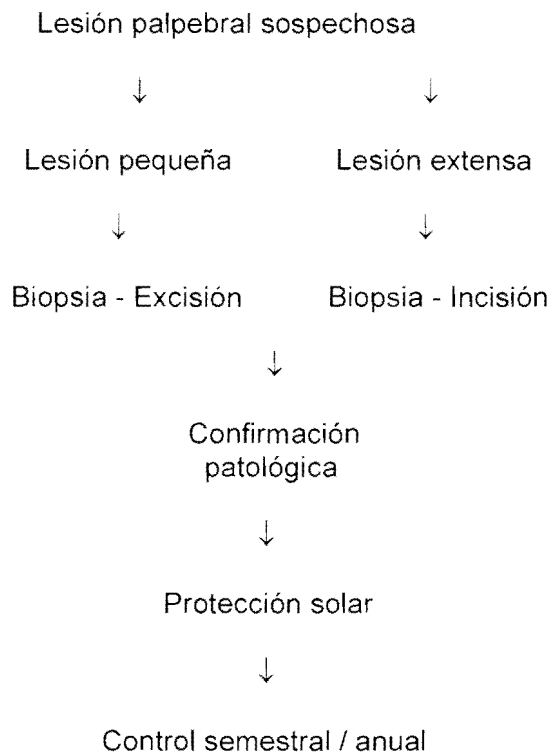 Lesión palpebral sospechosa
↓ ↓
Lesión pequeña Lesión extensa
↓ ↓
Biopsia - Excisión Biopsia - Incisión
↓
Confirmación
patológica
↓
Protección solar
↓
Control semestral / anual